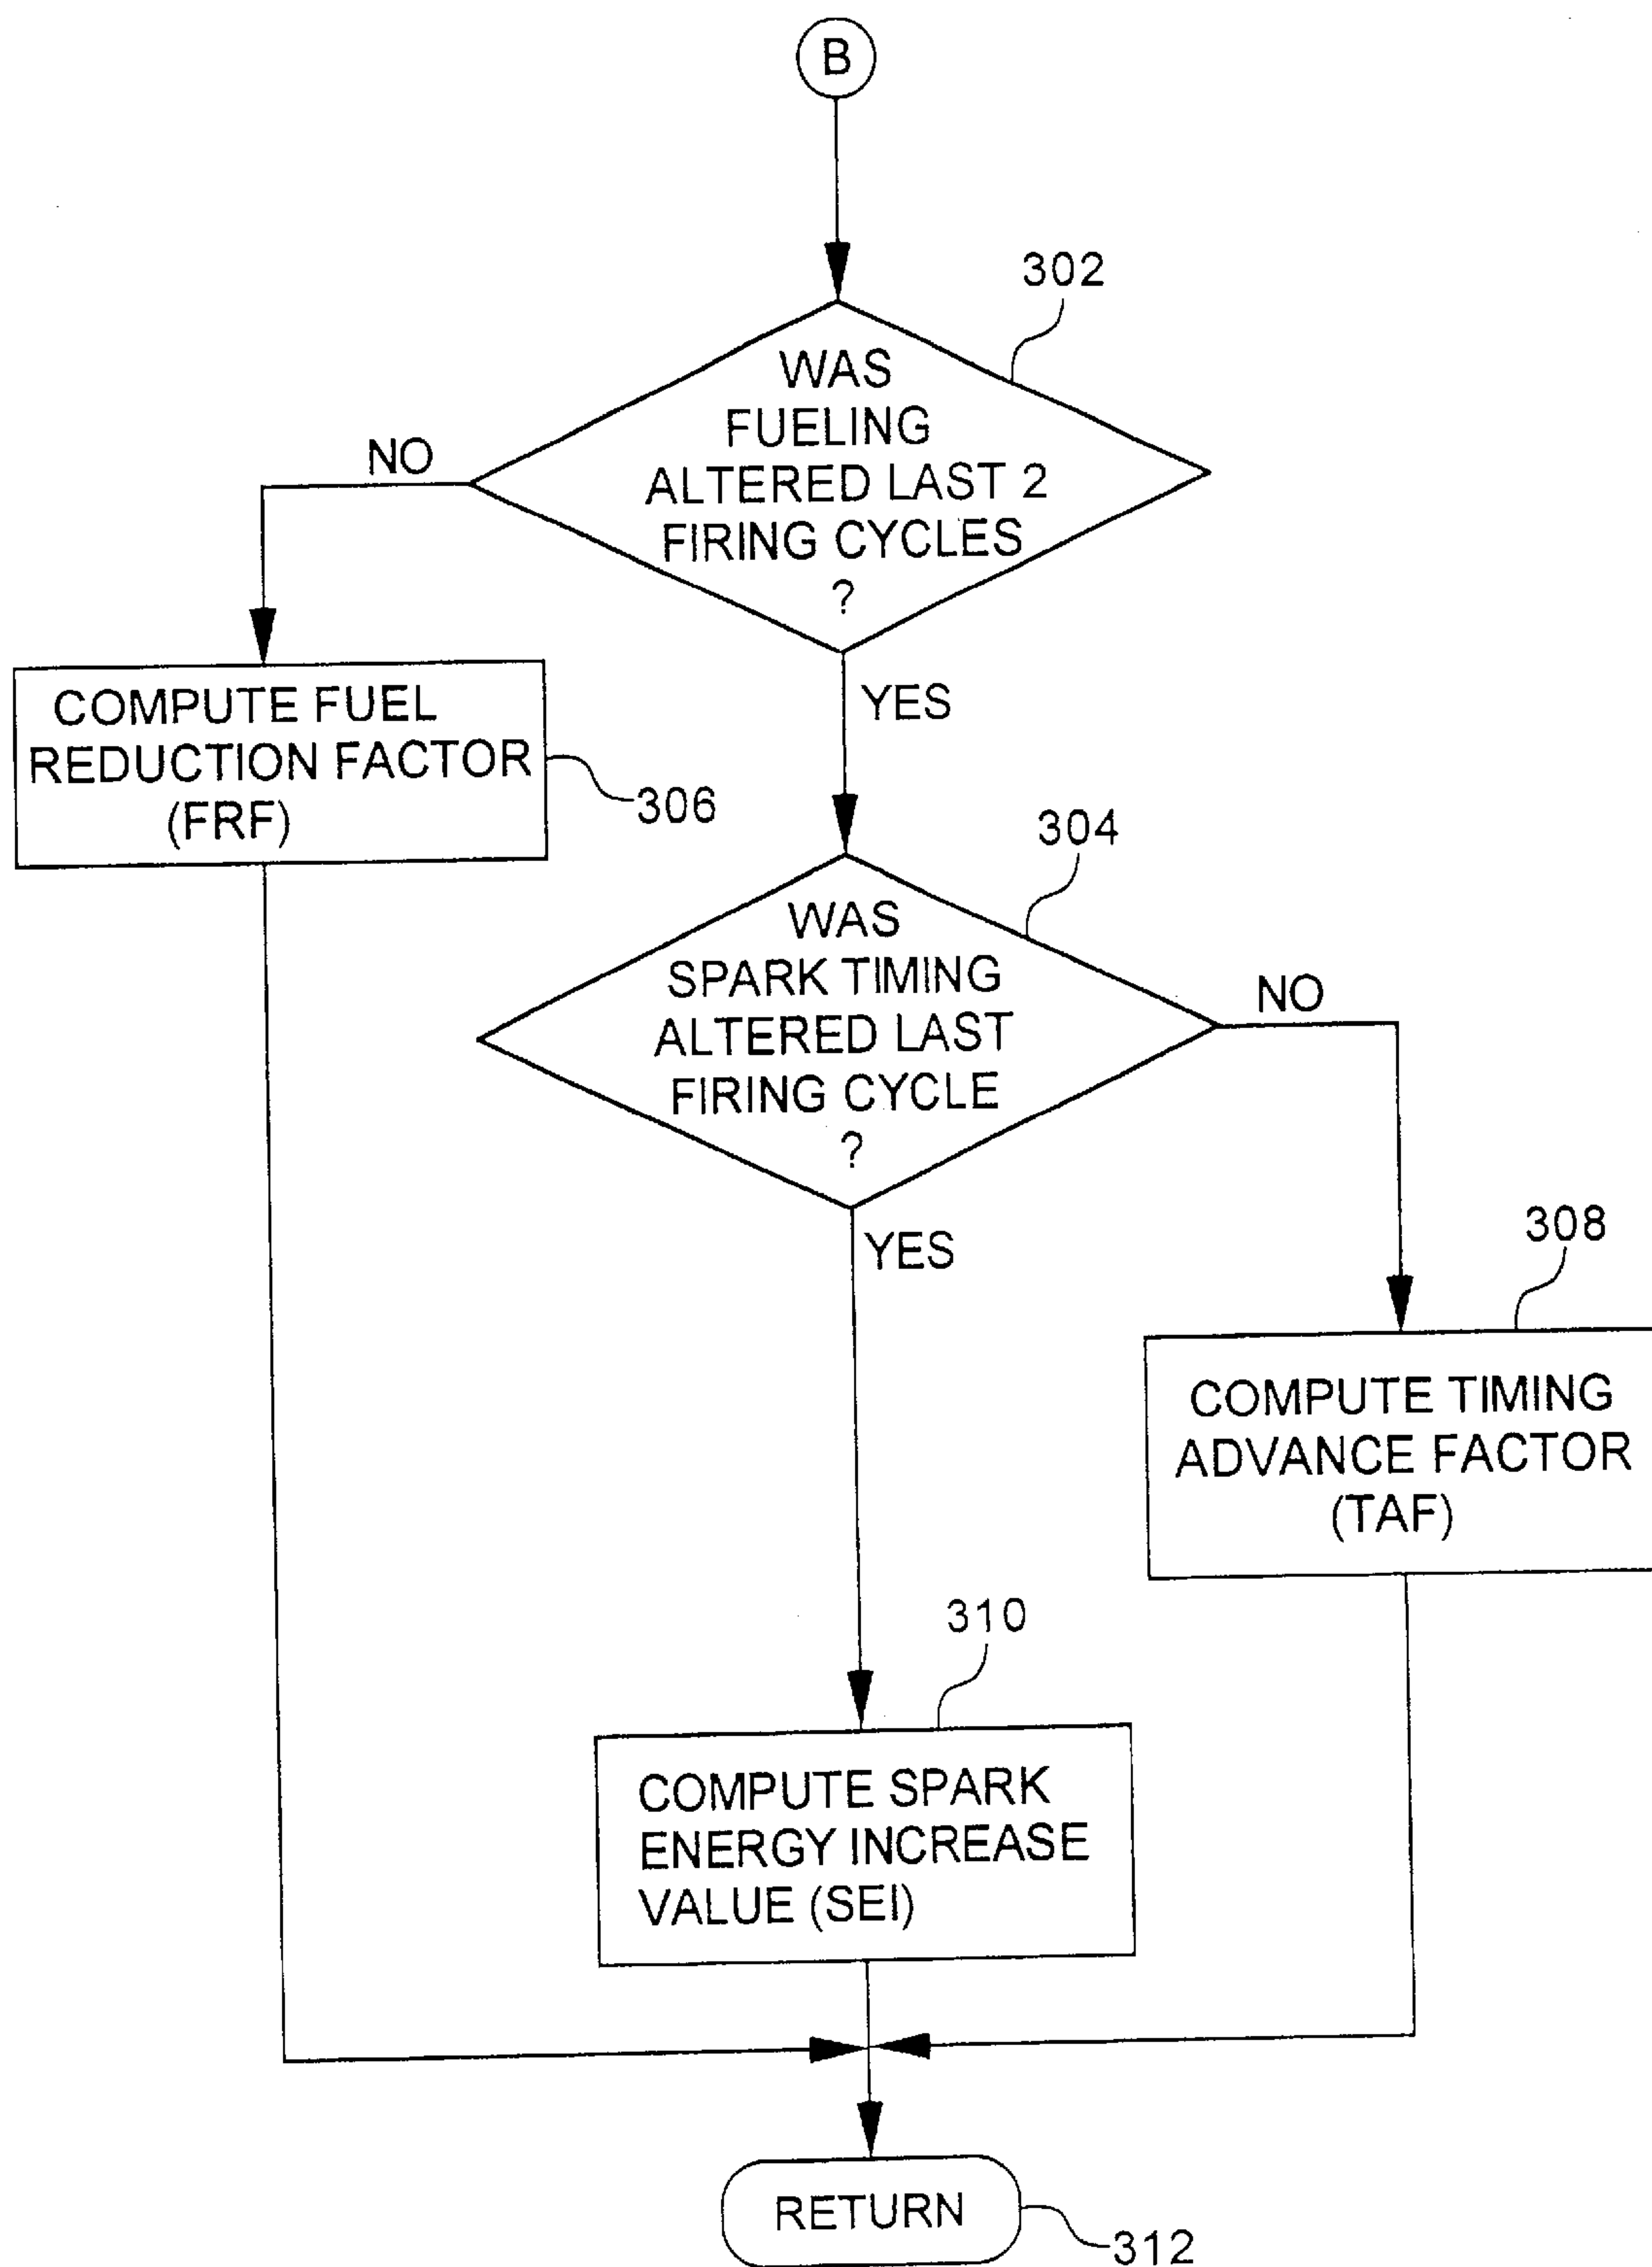 B
302
WAS
FUELING
ALTERED LAST 2
FIRING CYCLES
?
NO
YES
COMPUTE FUEL
REDUCTION FACTOR
(FRF)
306
304
WAS
SPARK TIMING
ALTERED LAST
FIRING CYCLE
?
NO
YES
308
COMPUTE TIMING
ADVANCE FACTOR
(TAF)
310
COMPUTE SPARK
ENERGY INCREASE
VALUE (SEI)
RETURN
312